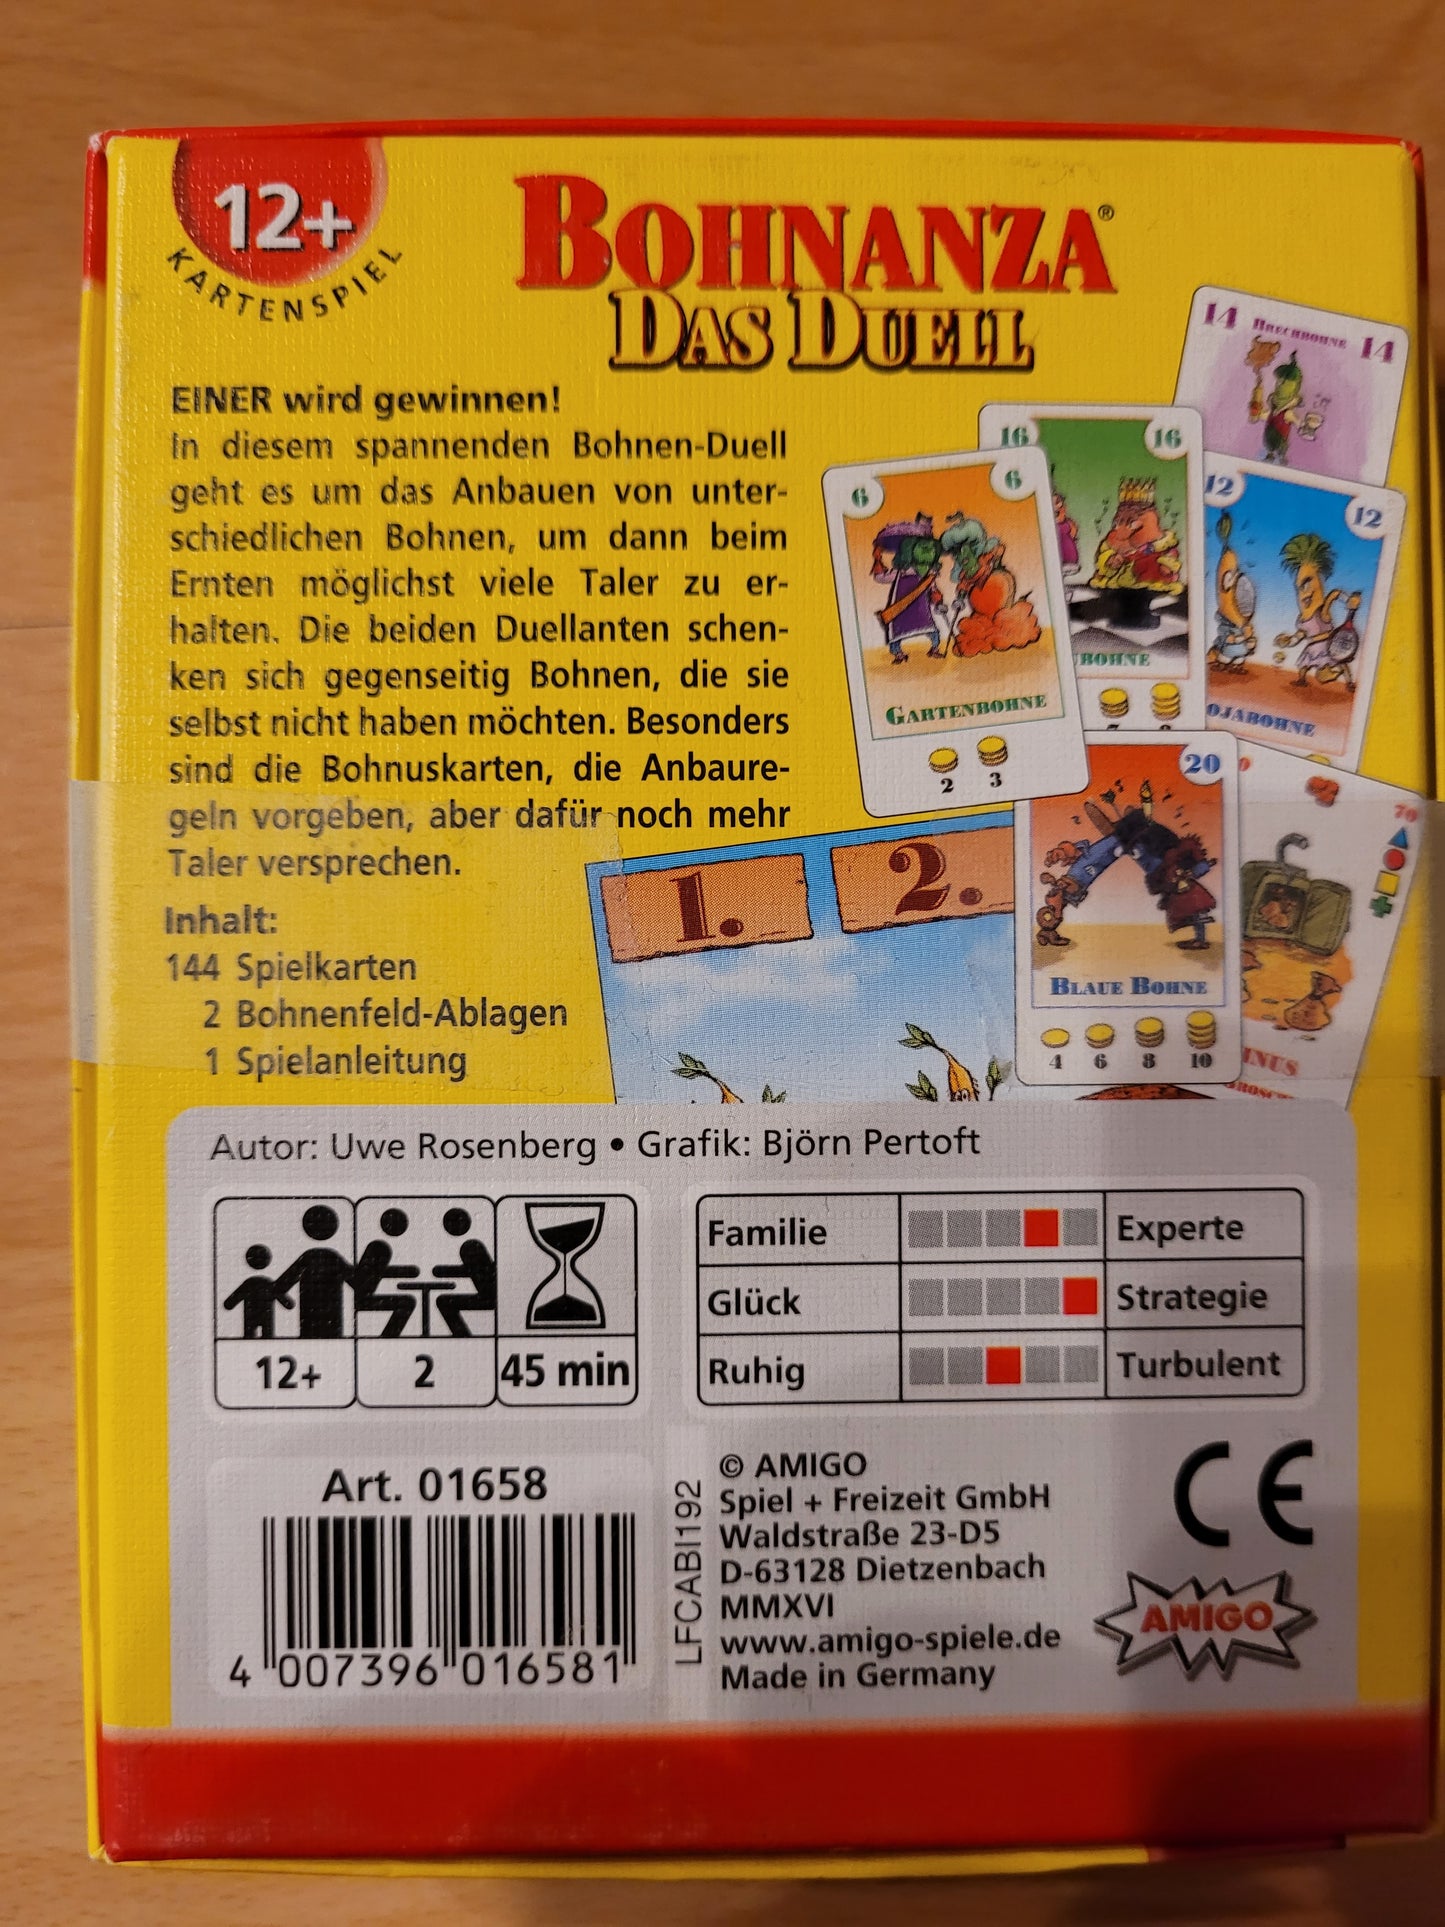 12+
KARTENSPIEL
BOHNANZA®
DAS DUELL
EINER wird gewinnen!
In diesem spannenden Bohnen-Duell
geht es um das Anbauen von unter-
schiedlichen Bohnen, um dann beim
Ernten möglichst viele Taler zu er-
halten. Die beiden Duellanten schen-
ken sich gegenseitig Bohnen, die sie
selbst nicht haben möchten. Besonders
sind die Bohnuskarten, die Anbaure-
geln vorgeben, aber dafür noch mehr
Taler versprechen.
Inhalt:
144 Spielkarten
2 Bohnenfeld-Ablagen
1 Spielanleitung
14 BRECHBOHNE 14
16 16
BOHNE
6 6
GARTENBOHNE
2 3
12 12
OJABOHNE
20
BLAUE BOHNE
4 6 8 10
70
INUS
1. 2.
Autor: Uwe Rosenberg • Grafik: Björn Pertoft
12+ 2 45 min
Familie Experte
Glück Strategie
Ruhig Turbulent
Art. 01658
4 007396 016581
LFCABI192
© AMIGO
Spiel + Freizeit GmbH
Waldstraße 23-D5
D-63128 Dietzenbach
MMXVI
www.amigo-spiele.de
Made in Germany
CE
AMIGO